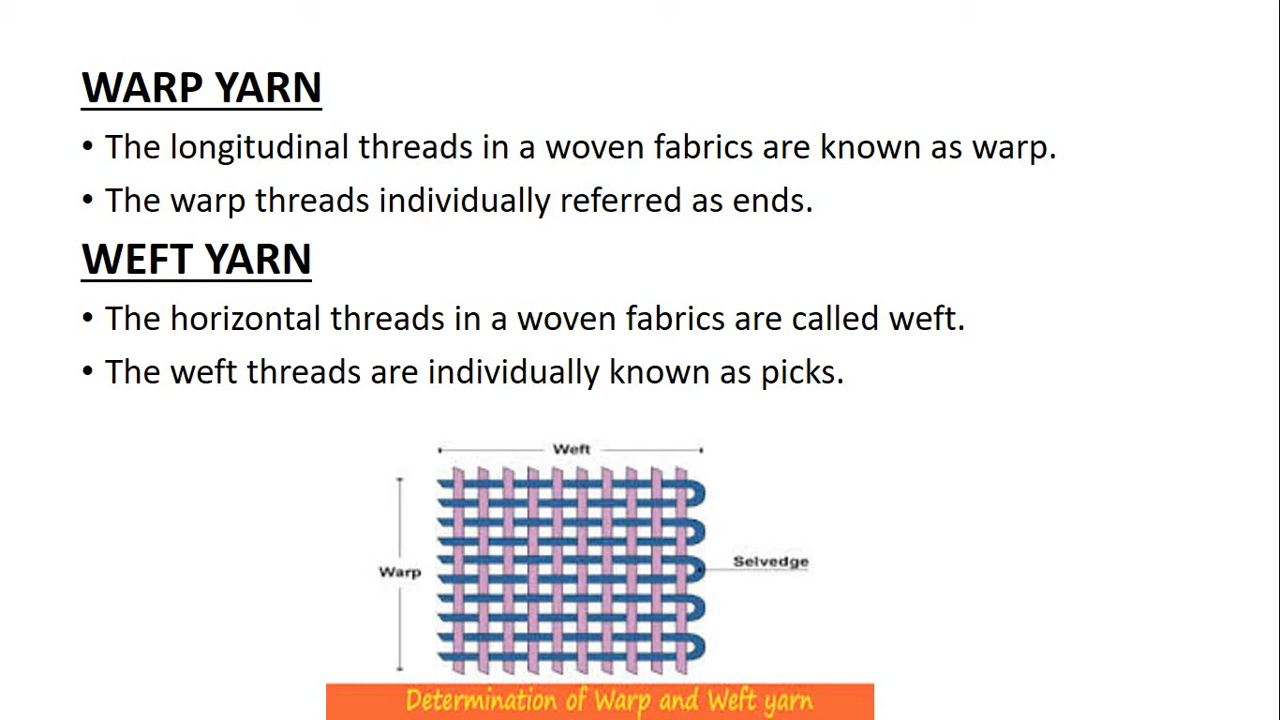 WARP YARN
• The longitudinal threads in a woven fabrics are known as warp.
• The warp threads individually referred as ends.
WEFT YARN
• The horizontal threads in a woven fabrics are called weft.
• The weft threads are individually known as picks.
Weft
Selvedge
Warp
Determination of Warp and Weft yarn